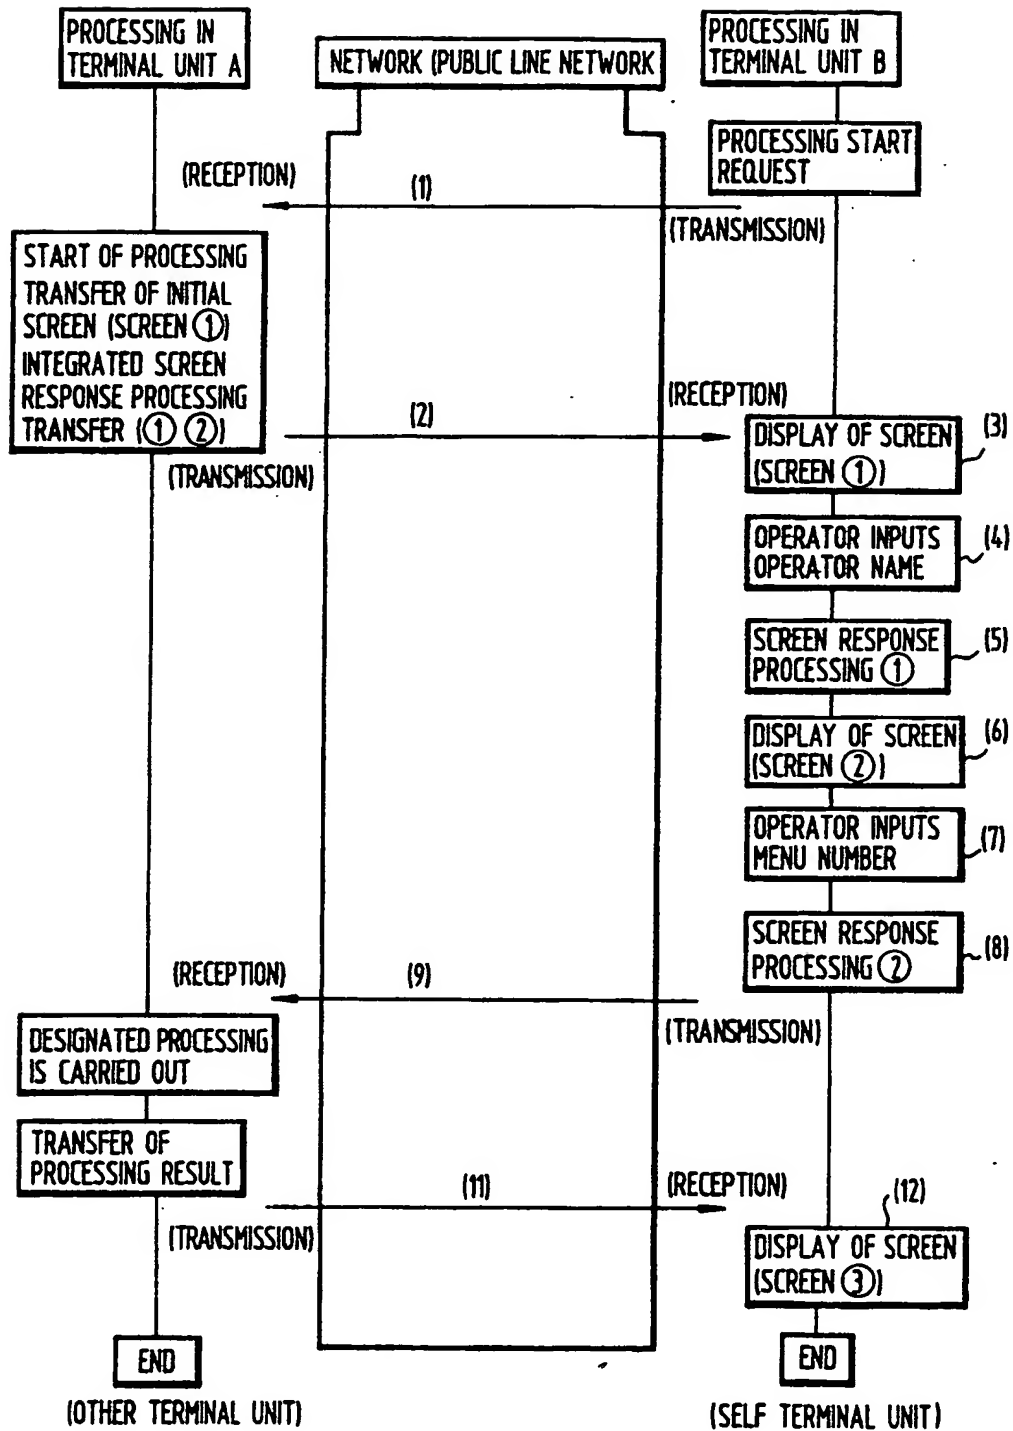 PROCESSING IN
TERMINAL UNIT A
NETWORK (PUBLIC LINE NETWORK
PROCESSING IN
TERMINAL UNIT B
PROCESSING START
REQUEST
(RECEPTION)
(1)
(TRANSMISSION)
START OF PROCESSING
TRANSFER OF INITIAL
SCREEN (SCREEN ①)
INTEGRATED SCREEN
RESPONSE PROCESSING
TRANSFER (① ②)
(TRANSMISSION)
(2)
(RECEPTION)
DISPLAY OF SCREEN
(SCREEN ①)
(3)
OPERATOR INPUTS
OPERATOR NAME
(4)
SCREEN RESPONSE
PROCESSING ①
(5)
DISPLAY OF SCREEN
(SCREEN ②)
(6)
OPERATOR INPUTS
MENU NUMBER
(7)
SCREEN RESPONSE
PROCESSING ②
(8)
(RECEPTION)
(9)
(TRANSMISSION)
DESIGNATED PROCESSING
IS CARRIED OUT
TRANSFER OF
PROCESSING RESULT
(TRANSMISSION)
(11)
(RECEPTION)
(12)
DISPLAY OF SCREEN
(SCREEN ③)
END
END
(OTHER TERMINAL UNIT)
(SELF TERMINAL UNIT)